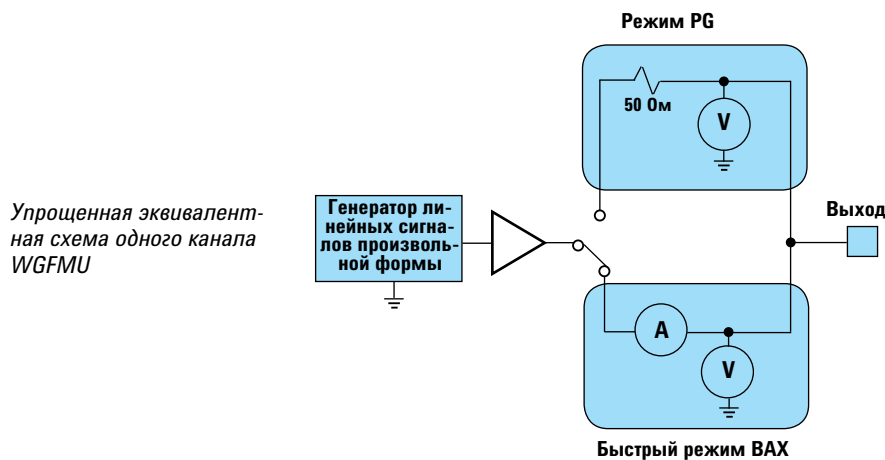 Режим PG
50 Ом
V
Упрощенная эквивалент-
ная схема одного канала
WGFMU
Генератор ли-
нейных сигна-
лов произволь-
ной формы
Выход
A
V
Быстрый режим ВАХ